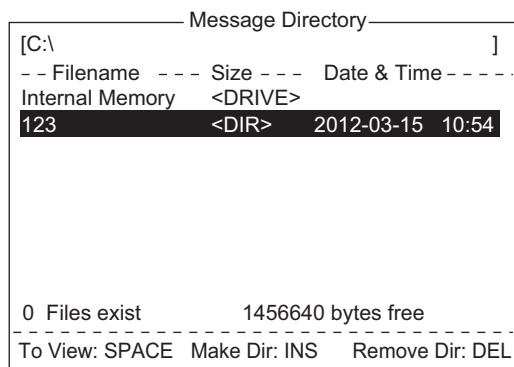 Message Directory
[C:\ ]
- - Filename - - - Size - - - Date & Time - - - - -
Internal Memory <DRIVE>
123 <DIR> 2012-03-15 10:54
0 Files exist 1456640 bytes free
To View: SPACE Make Dir: INS Remove Dir: DEL